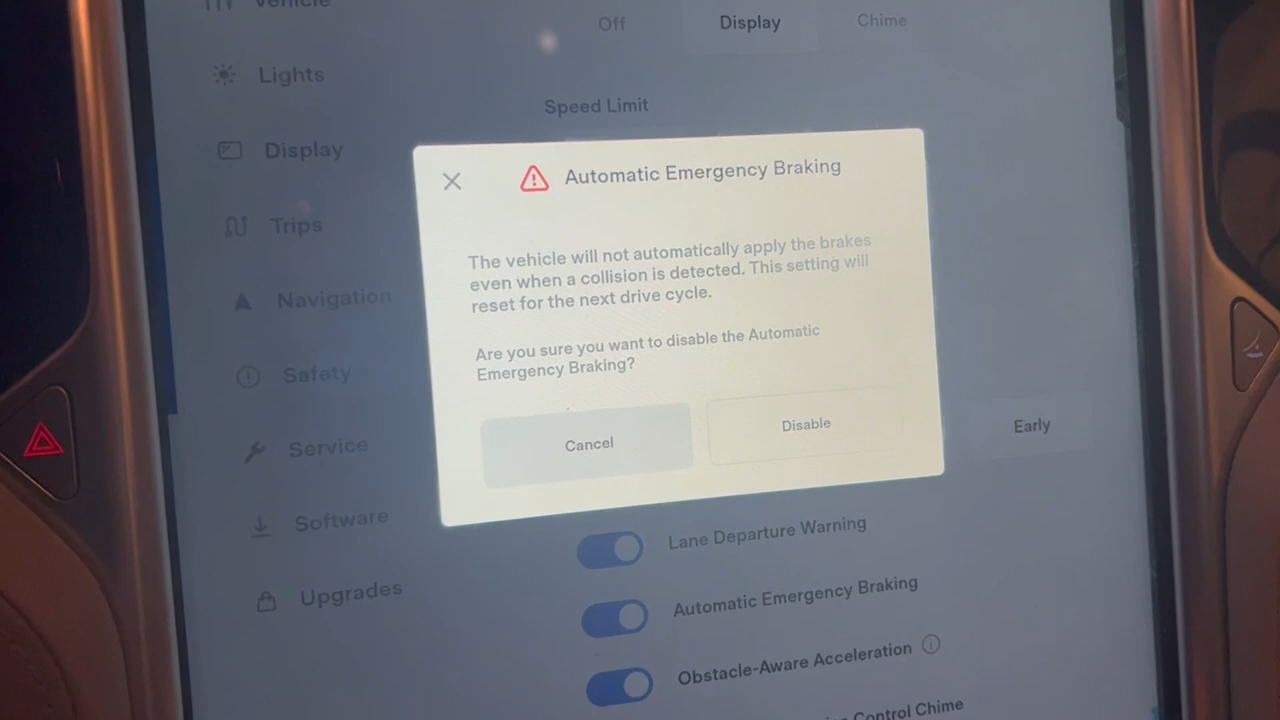 Vehicle
Off
Display
Chime
Lights
Speed Limit
Display
Trips
Navigation
Safety
Service
Software
Upgrades
Automatic Emergency Braking
The vehicle will not automatically apply the brakes
even when a collision is detected. This setting will
reset for the next drive cycle.
Are you sure you want to disable the Automatic
Emergency Braking?
Cancel
Disable
Early
Lane Departure Warning
Automatic Emergency Braking
Obstacle-Aware Acceleration
Control Chime